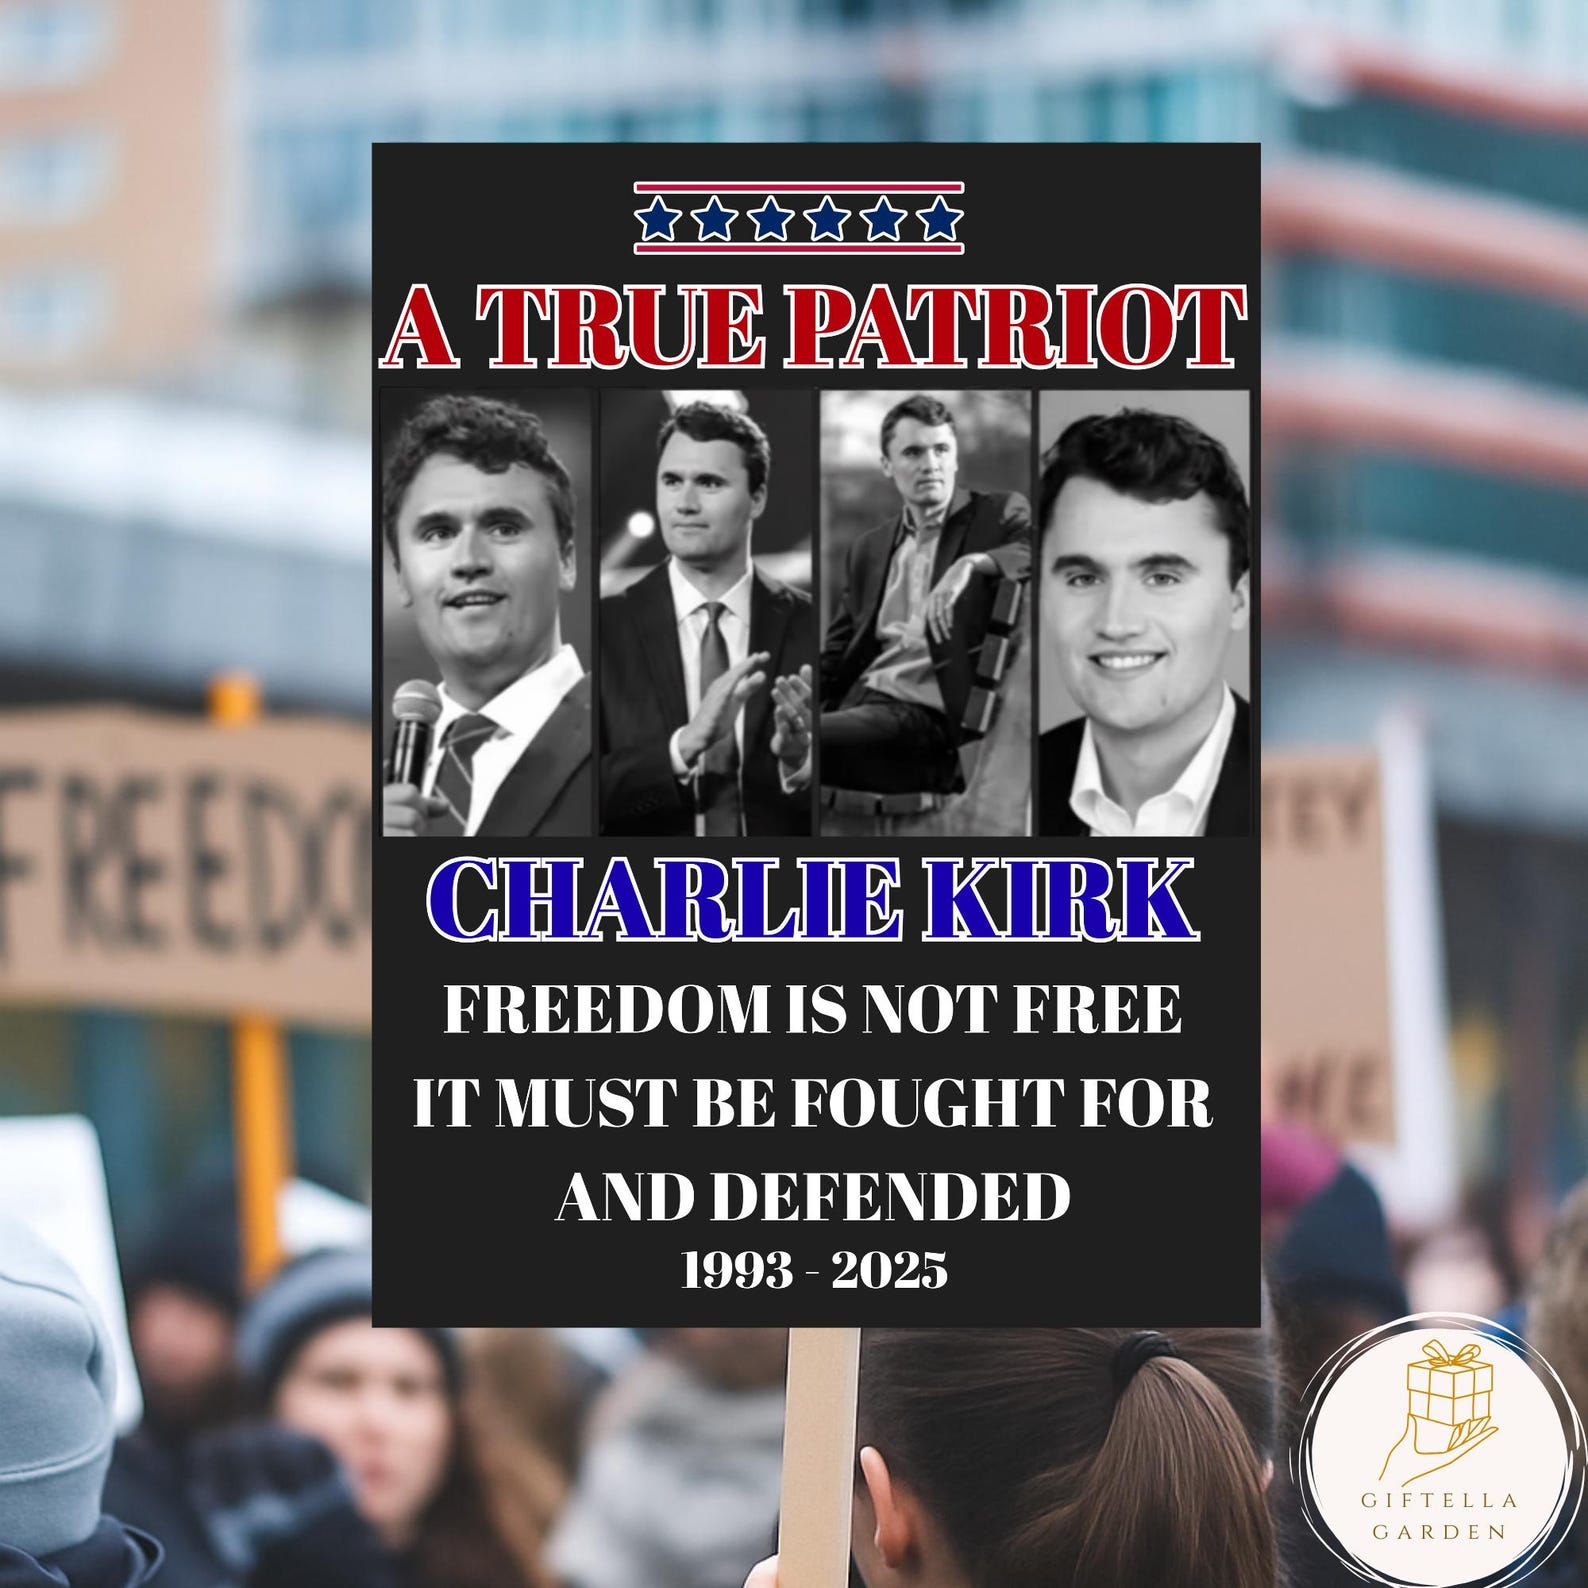 A TRUE PATRIOT
CHARLIE KIRK
FREEDOM IS NOT FREE
IT MUST BE FOUGHT FOR
AND DEFENDED
1993 - 2025
FREEDO
GIFTELLA
GARDEN